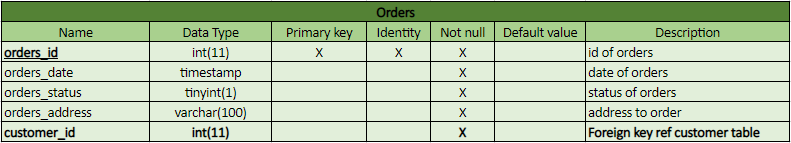 Orders
Name Data Type Primary key Identity Not null Default value Description
orders_id int(11) X X X id of orders
orders_date timestamp X date of orders
orders_status tinyint(1) X status of orders
orders_address varchar(100) X address to order
customer_id int(11) X Foreign key ref customer table